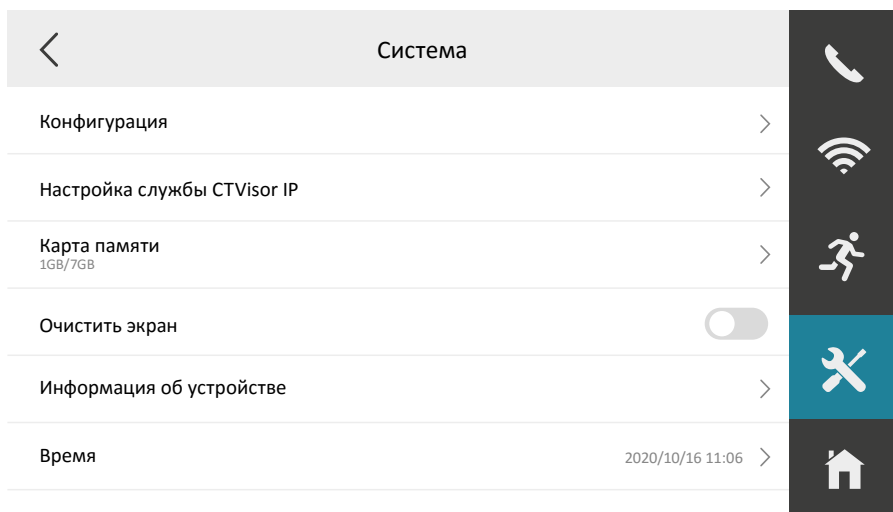 Система
Конфигурация
Настройка службы CTVisor IP
Карта памяти
1GB/7GB
Очистить экран
Информация об устройстве
Время 2020/10/16 11:06